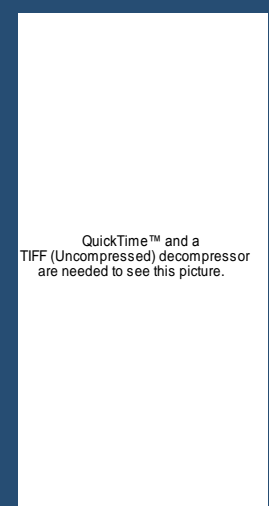 QuickTime™ and a
TIFF (Uncompressed) decompressor
are needed to see this picture.